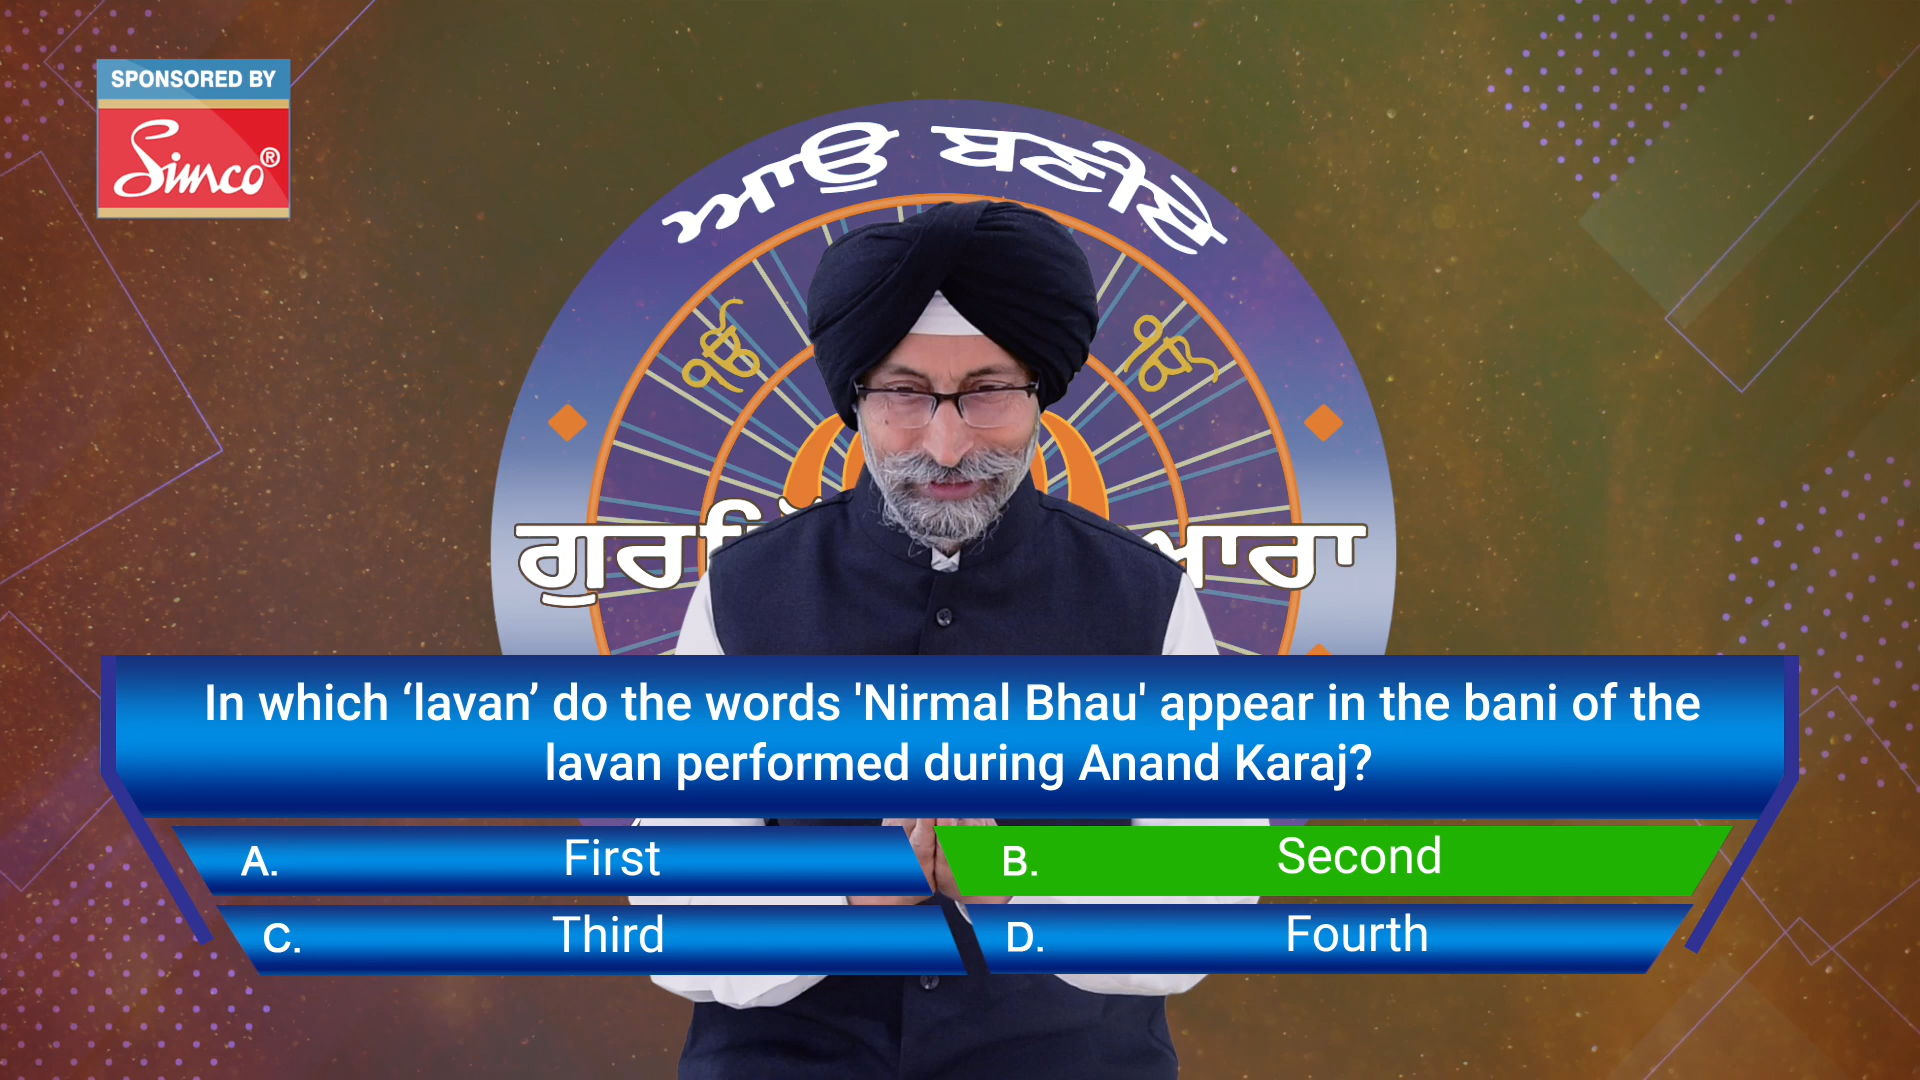 SPONSORED BY
Simco®
ਆਉ ਬਣੀਏ
In which ‘lavan’ do the words 'Nirmal Bhau' appear in the bani of the
lavan performed during Anand Karaj?
A. First
B. Second
C. Third
D. Fourth